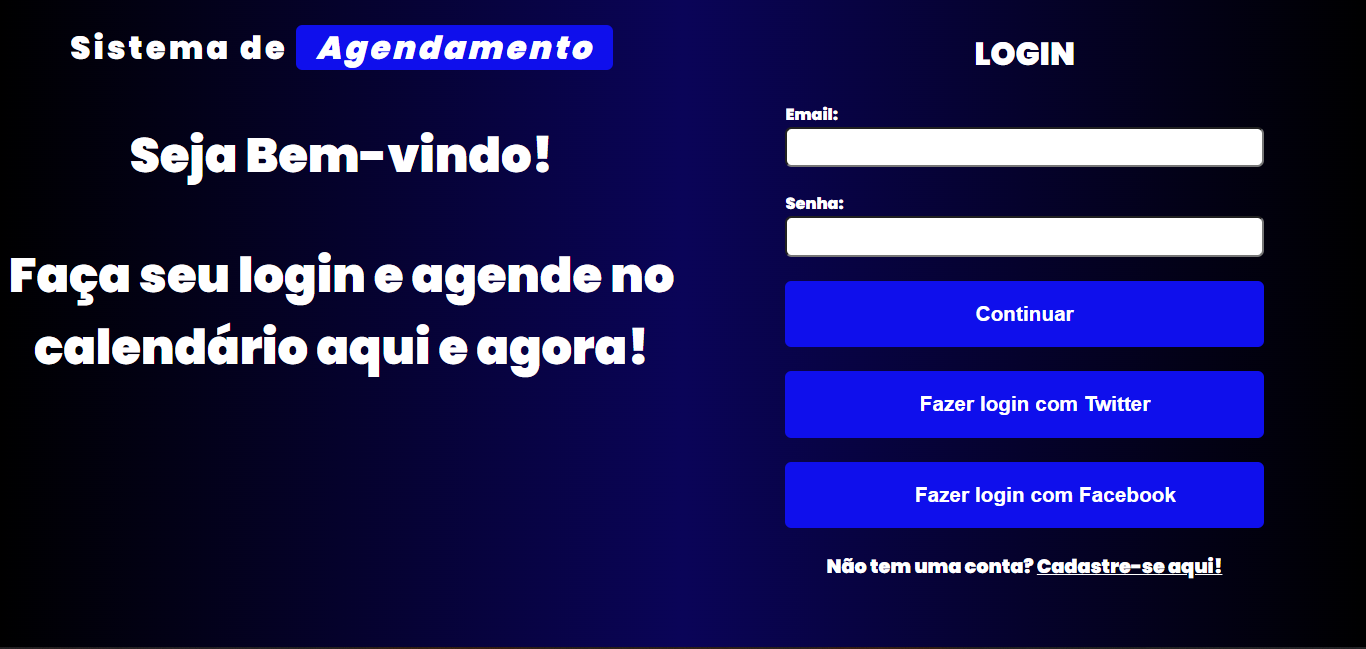 Sistema de Agendamento
Seja Bem-vindo!
Faça seu login e agende no
calendário aqui e agora!
LOGIN
Email:
Senha:
Continuar
Fazer login com Twitter
Fazer login com Facebook
Não tem uma conta? Cadastre-se aqui!